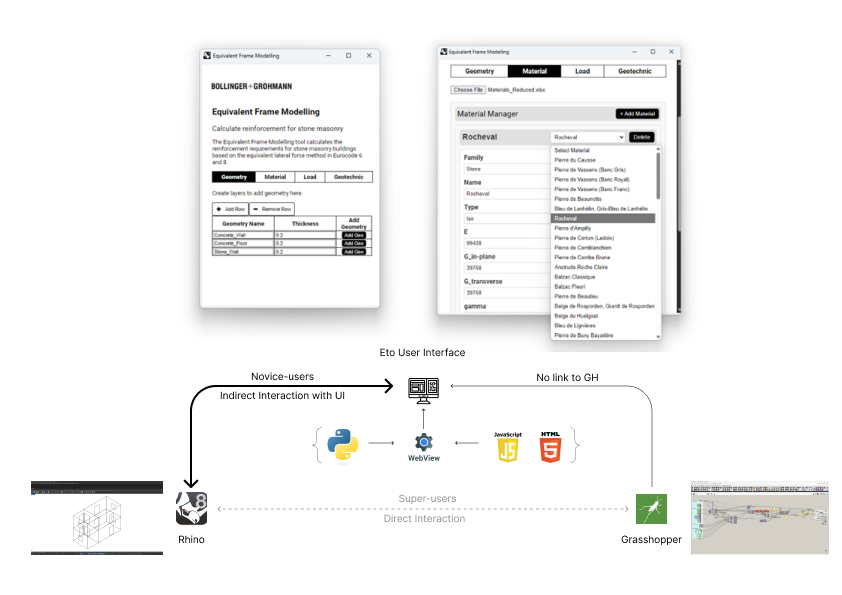 Equivalent Frame Modelling
BOLLINGER+GROHMANN
Equivalent Frame Modelling
Calculate reinforcement for stone masonry
The Equivalent Frame Modelling tool calculates the
reinforcement requirements for stone masonry buildings
based on the equivalent lateral force method in Eurocode 6
and 8.
Geometry Material Load Geotechnic
Create layers to add geometry here.
+ Add Row − Remove Row
Geometry Name Thickness Add Geometry
Concrete_Wall 0.2 Add Geo
Concrete_Floor 0.2 Add Geo
Stone_Wall 0.2 Add Geo
Equivalent Frame Modelling
Geometry Material Load Geotechnic
Choose File Materials_Reduced.xlsx
Material Manager + Add Material
Rocheval Rocheval Delete
Family
Stone
Name
Rocheval
Type
Iso
E
99400
G_in-plane
39760
G_transverse
39760
gamma
Select Material
Pierre du Causse
Pierre de Vassens (Banc Gris)
Pierre de Vassens (Banc Royal)
Pierre de Vassens (Banc Franc)
Pierre de Beaunotte
Bleu de Lanhélin, Gris-Bleu de Lanhélin
Rocheval
Pierre d'Ampilly
Pierre de Corton (Ladoix)
Pierre de Comblanchien
Pierre de Combe Brune
Anstrude Roche Claire
Balzac Classique
Balzac Fleuri
Pierre de Beaulieu
Beige de Rosporden, Granit de Rosporden
Beige du Huelgoat
Bleu de Lignières
Pierre de Buxy Bayadère
Eto User Interface
Novice-users
Indirect Interaction with UI
No link to GH
WebView
JavaScript
JS
HTML
5
8
Super-users
Direct Interaction
Rhino
Grasshopper